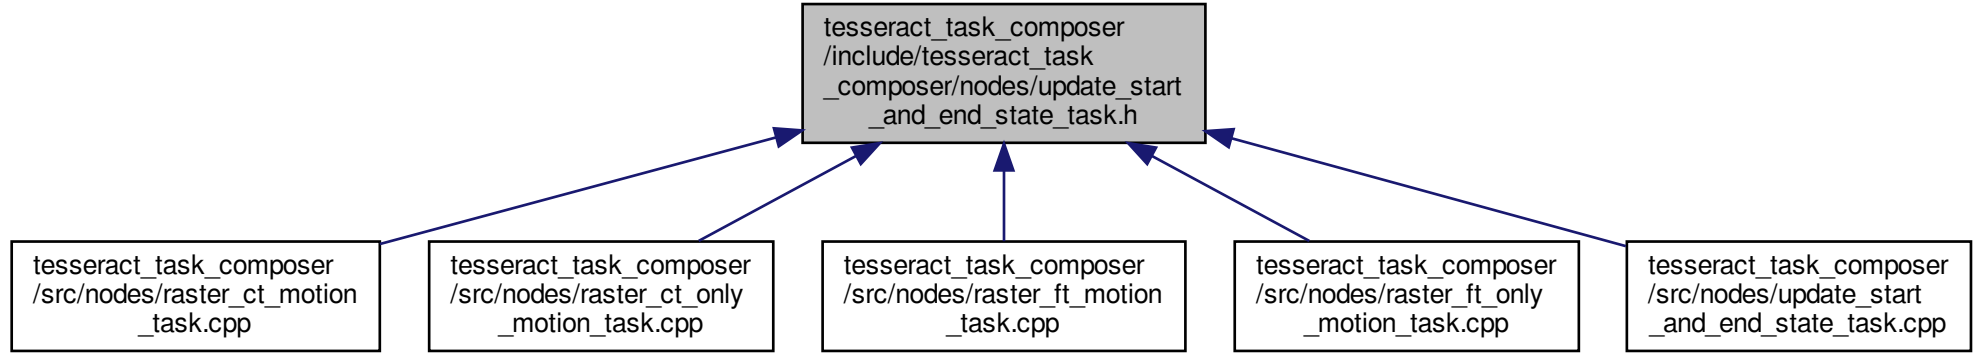 tesseract_task_composer
/include/tesseract_task
_composer/nodes/update_start
_and_end_state_task.h
tesseract_task_composer
/src/nodes/raster_ct_motion
_task.cpp
tesseract_task_composer
/src/nodes/raster_ct_only
_motion_task.cpp
tesseract_task_composer
/src/nodes/raster_ft_motion
_task.cpp
tesseract_task_composer
/src/nodes/raster_ft_only
_motion_task.cpp
tesseract_task_composer
/src/nodes/update_start
_and_end_state_task.cpp